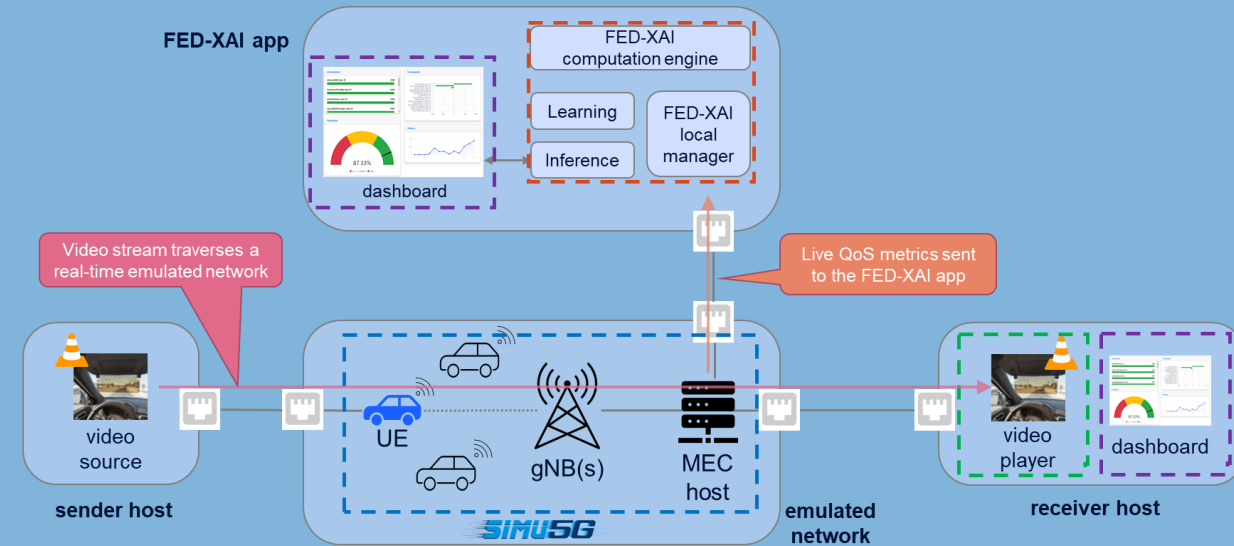 FED-XAI app
FED-XAI
computation engine
Learning
Inference
FED-XAI
local
manager
87.33%
dashboard
Video stream traverses a
real-time emulated network
Live QoS metrics sent
to the FED-XAI app
video
source
sender host
UE
gNB(s)
MEC
host
SIMU5G
emulated
network
video
player
dashboard
receiver host